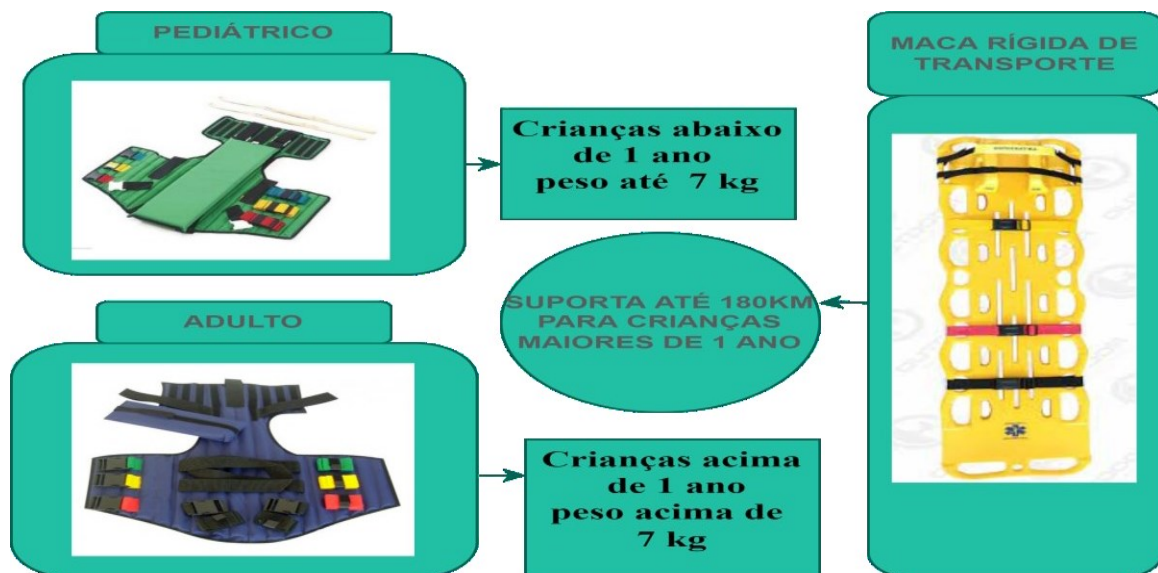 PEDIÁTRICO
Crianças abaixo
de 1 ano
peso até 7 kg
MACA RÍGIDA DE
TRANSPORTE
SUPORTA ATÉ 180KM
PARA CRIANÇAS
MAIORES DE 1 ANO
ADULTO
Crianças acima
de 1 ano
peso acima de
7 kg